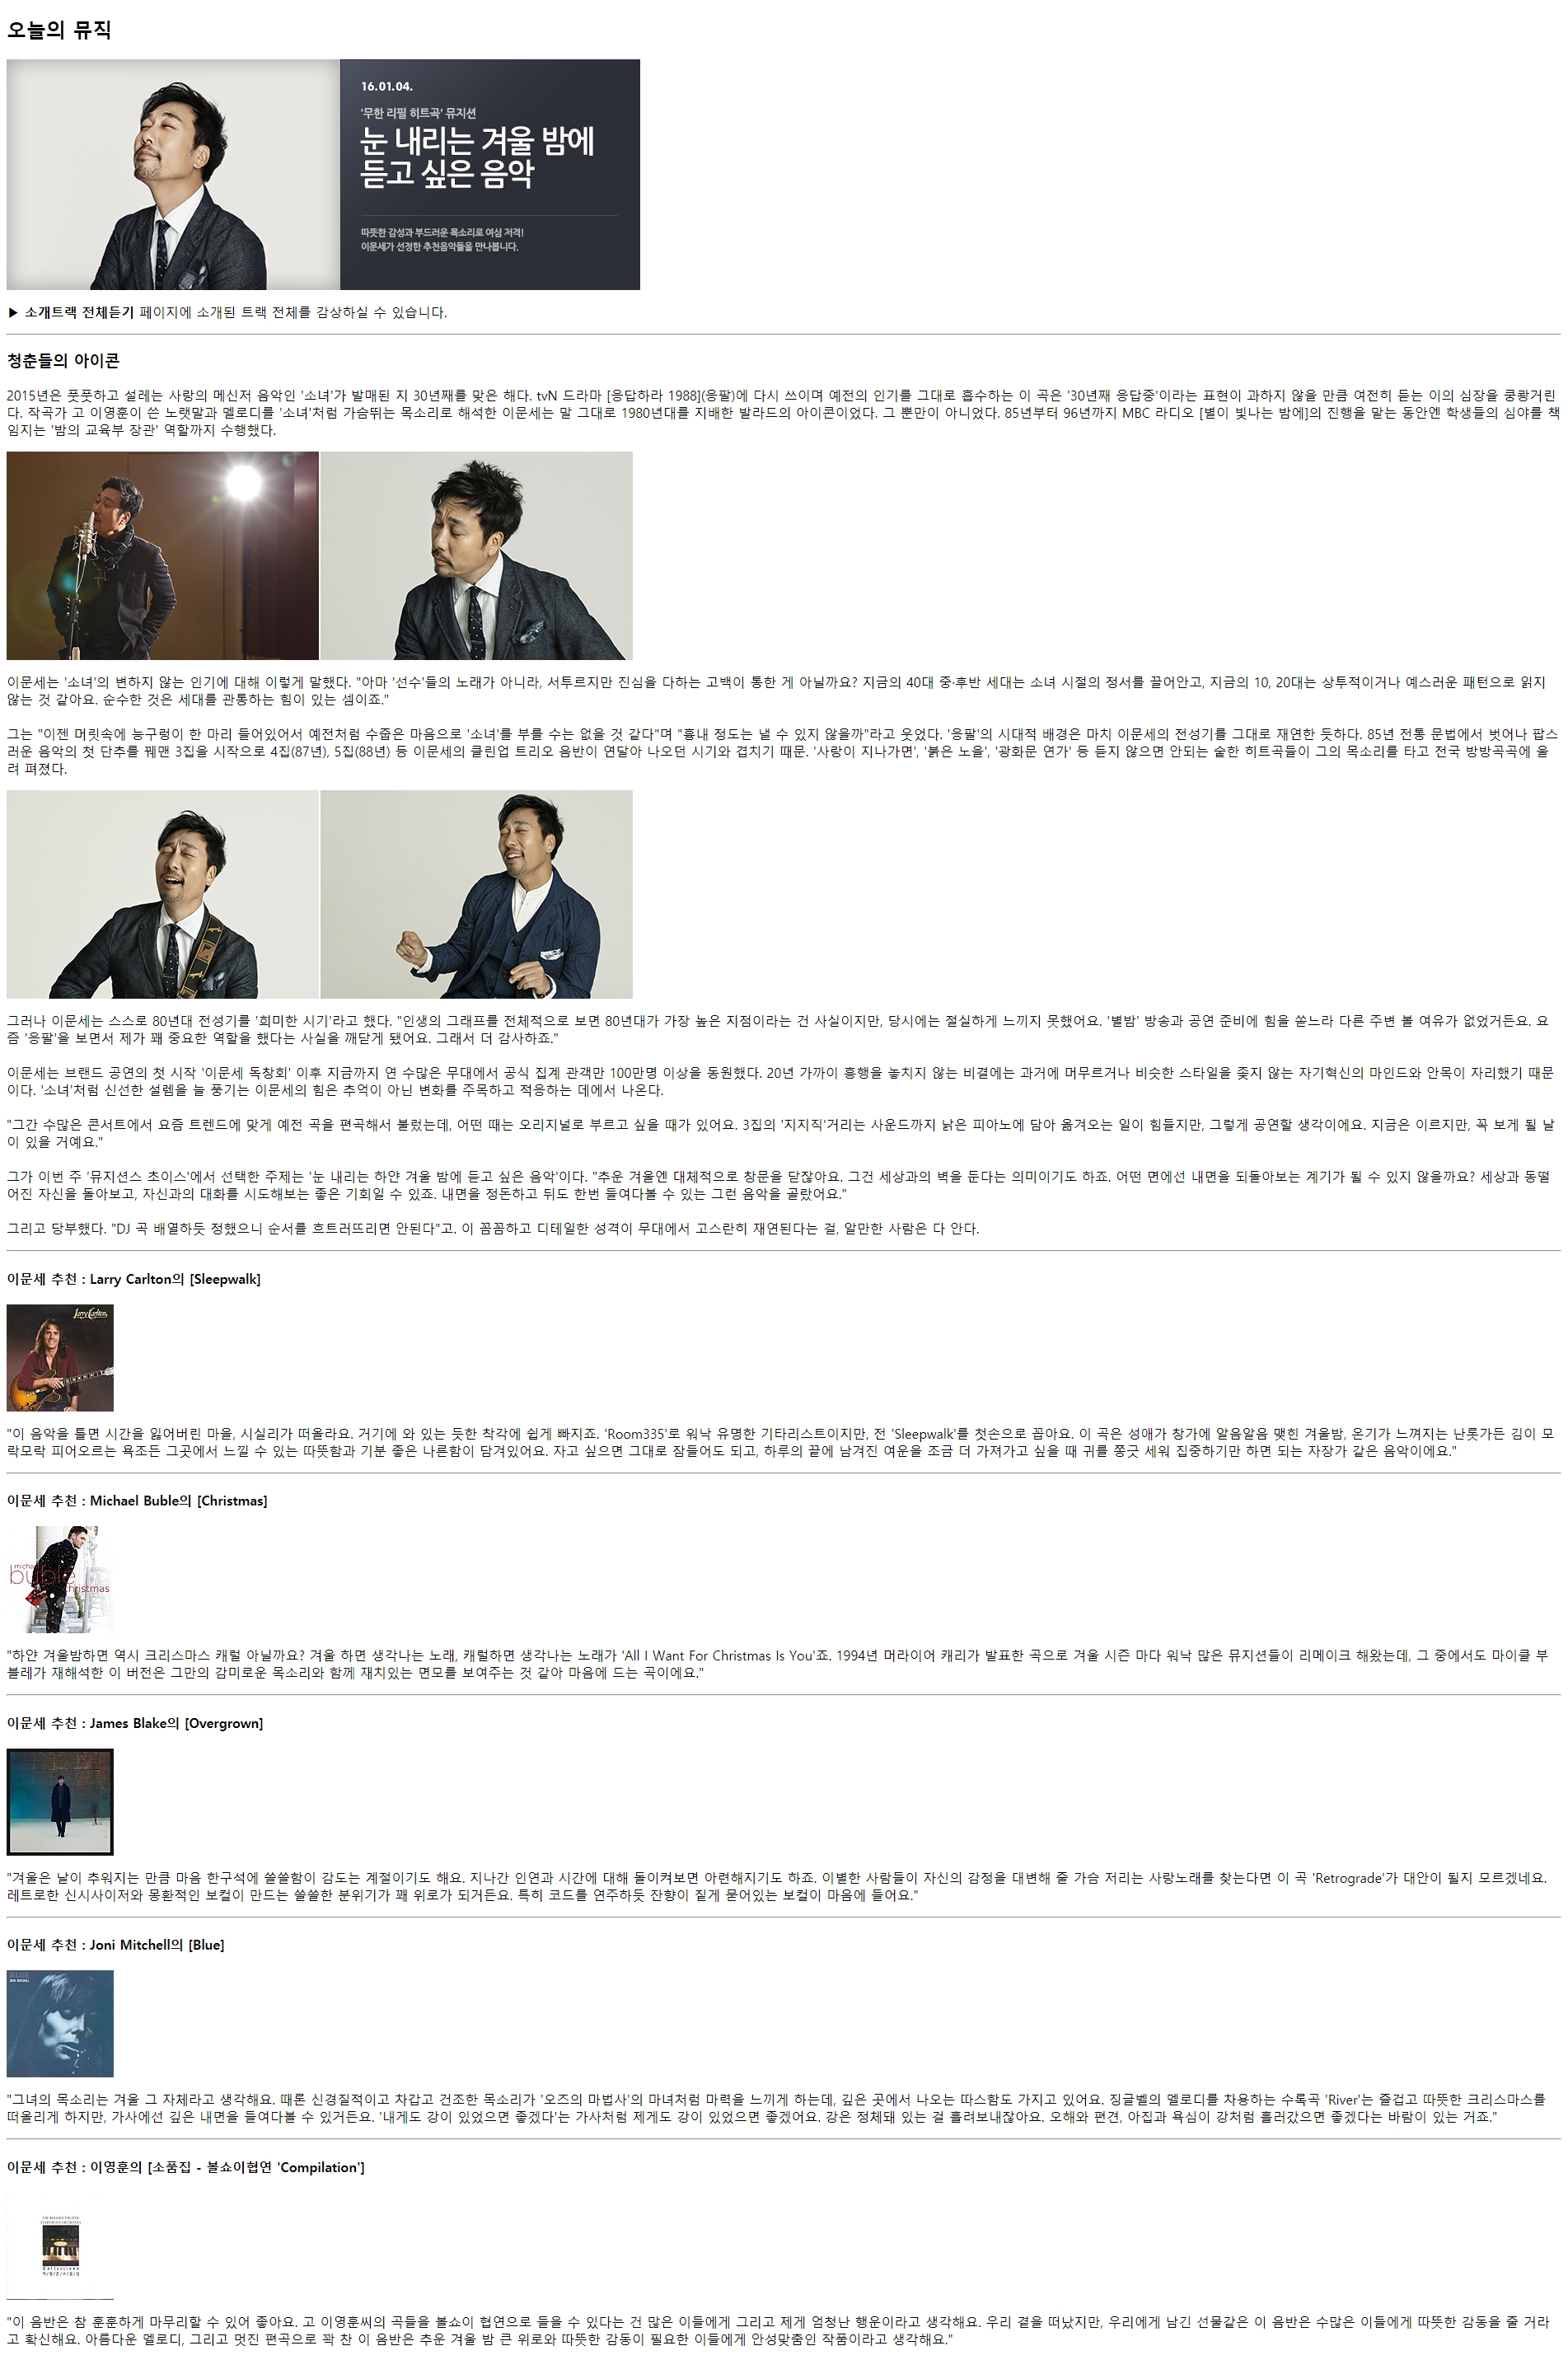 오늘의 뮤직
16.01.04.
'무한 리필 히트곡' 뮤지션
눈 내리는 겨울 밤에
듣고 싶은 음악
따뜻한 감성과 부드러운 목소리로 여심 저격!
이문세가 선정한 추천음악들을 만나봅니다.
▶ 소개트랙 전체듣기 페이지에 소개된 트랙 전체를 감상하실 수 있습니다.
청춘들의 아이콘
2015년은 풋풋하고 설레는 사랑의 메신저 음악인 '소녀'가 발매된 지 30년째를 맞은 해다. tvN 드라마 [응답하라 1988](응팔)에 다시 쓰이며 예전의 인기를 그대로 흡수하는 이 곡은 '30년째 응답중'이라는 표현이 과하지 않을 만큼 여전히 듣는 이의 심장을 쿵쾅거린
다. 작곡가 고 이영훈이 쓴 노랫말과 멜로디를 '소녀'처럼 가슴뛰는 목소리로 해석한 이문세는 말 그대로 1980년대를 지배한 발라드의 아이콘이었다. 그 뿐만이 아니었다. 85년부터 96년까지 MBC 라디오 [별이 빛나는 밤에]의 진행을 맡는 동안엔 학생들의 심야를 책
임지는 '밤의 교육부 장관' 역할까지 수행했다.
이문세는 '소녀'의 변하지 않는 인기에 대해 이렇게 말했다. "아마 '선수'들의 노래가 아니라, 서투르지만 진심을 다하는 고백이 통한 게 아닐까요? 지금의 40대 중·후반 세대는 소녀 시절의 정서를 끌어안고, 지금의 10, 20대는 상투적이거나 예스러운 패턴으로 읽지
않는 것 같아요. 순수한 것은 세대를 관통하는 힘이 있는 셈이죠."
그는 "이젠 머릿속에 능구렁이 한 마리 들어있어서 예전처럼 수줍은 마음으로 '소녀'를 부를 수는 없을 것 같다"며 "흉내 정도는 낼 수 있지 않을까"라고 웃었다. '응팔'의 시대적 배경은 마치 이문세의 전성기를 그대로 재연한 듯하다. 85년 전통 문법에서 벗어나 팝스
러운 음악의 첫 단추를 꿰맨 3집을 시작으로 4집(87년), 5집(88년) 등 이문세의 클린업 트리오 음반이 연달아 나오던 시기와 겹치기 때문. '사랑이 지나가면', '붉은 노을', '광화문 연가' 등 듣지 않으면 안되는 숱한 히트곡들이 그의 목소리를 타고 전국 방방곡곡에 울
려 퍼졌다.
그러나 이문세는 스스로 80년대 전성기를 '희미한 시기'라고 했다. "인생의 그래프를 전체적으로 보면 80년대가 가장 높은 지점이라는 건 사실이지만, 당시에는 절실하게 느끼지 못했어요. '별밤' 방송과 공연 준비에 힘을 쏟느라 다른 주변 볼 여유가 없었거든요. 요
즘 '응팔'을 보면서 제가 꽤 중요한 역할을 했다는 사실을 깨닫게 됐어요. 그래서 더 감사하죠."
이문세는 브랜드 공연의 첫 시작 '이문세 독창회' 이후 지금까지 연 수많은 무대에서 공식 집계 관객만 100만명 이상을 동원했다. 20년 가까이 흥행을 놓치지 않는 비결에는 과거에 머무르거나 비슷한 스타일을 좇지 않는 자기혁신의 마인드와 안목이 자리했기 때문
이다. '소녀'처럼 신선한 설렘을 늘 풍기는 이문세의 힘은 추억이 아닌 변화를 주목하고 적응하는 데에서 나온다.
"그간 수많은 콘서트에서 요즘 트렌드에 맞게 예전 곡을 편곡해서 불렀는데, 어떤 때는 오리지널로 부르고 싶을 때가 있어요. 3집의 '지지직'거리는 사운드까지 낡은 피아노에 담아 옮겨오는 일이 힘들지만, 그렇게 공연할 생각이에요. 지금은 이르지만, 꼭 보게 될 날
이 있을 거예요."
그가 이번 주 '뮤지션스 초이스'에서 선택한 주제는 '눈 내리는 하얀 겨울 밤에 듣고 싶은 음악'이다. "추운 겨울엔 대체적으로 창문을 닫잖아요. 그건 세상과의 벽을 둔다는 의미이기도 하죠. 어떤 면에선 내면을 되돌아보는 계기가 될 수 있지 않을까요? 세상과 동떨
어진 자신을 돌아보고, 자신과의 대화를 시도해보는 좋은 기회일 수 있죠. 내면을 정돈하고 뒤도 한번 들여다볼 수 있는 그런 음악을 골랐어요."
그리고 당부했다. "DJ 곡 배열하듯 정했으니 순서를 흐트러뜨리면 안된다"고. 이 꼼꼼하고 디테일한 성격이 무대에서 고스란히 재연된다는 걸, 알만한 사람은 다 안다.
이문세 추천 : Larry Carlton의 [Sleepwalk]
Larry Carlton
"이 음악을 틀면 시간을 잃어버린 마을, 시실리가 떠올라요. 거기에 와 있는 듯한 착각에 쉽게 빠지죠. 'Room335'로 워낙 유명한 기타리스트이지만, 전 'Sleepwalk'를 첫손으로 꼽아요. 이 곡은 성애가 창가에 알음알음 맺힌 겨울밤, 온기가 느껴지는 난롯가든 김이 모
락모락 피어오르는 욕조든 그곳에서 느낄 수 있는 따뜻함과 기분 좋은 나른함이 담겨있어요. 자고 싶으면 그대로 잠들어도 되고, 하루의 끝에 남겨진 여운을 조금 더 가져가고 싶을 때 귀를 쫑긋 세워 집중하기만 하면 되는 자장가 같은 음악이에요."
이문세 추천 : Michael Buble의 [Christmas]
buble
christmas
"하얀 겨울밤하면 역시 크리스마스 캐럴 아닐까요? 겨울 하면 생각나는 노래, 캐럴하면 생각나는 노래가 'All I Want For Christmas Is You'죠. 1994년 머라이어 캐리가 발표한 곡으로 겨울 시즌 마다 워낙 많은 뮤지션들이 리메이크 해왔는데, 그 중에서도 마이클 부
블레가 재해석한 이 버전은 그만의 감미로운 목소리와 함께 재치있는 면모를 보여주는 것 같아 마음에 드는 곡이에요."
이문세 추천 : James Blake의 [Overgrown]
"겨울은 날이 추워지는 만큼 마음 한구석에 쓸쓸함이 감도는 계절이기도 해요. 지나간 인연과 시간에 대해 돌이켜보면 아련해지기도 하죠. 이별한 사람들이 자신의 감정을 대변해 줄 가슴 저리는 사랑노래를 찾는다면 이 곡 'Retrograde'가 대안이 될지 모르겠네요.
레트로한 신시사이저와 몽환적인 보컬이 만드는 쓸쓸한 분위기가 꽤 위로가 되거든요. 특히 코드를 연주하듯 잔향이 짙게 묻어있는 보컬이 마음에 들어요."
이문세 추천 : Joni Mitchell의 [Blue]
"그녀의 목소리는 겨울 그 자체라고 생각해요. 때론 신경질적이고 차갑고 건조한 목소리가 '오즈의 마법사'의 마녀처럼 마력을 느끼게 하는데, 깊은 곳에서 나오는 따스함도 가지고 있어요. 징글벨의 멜로디를 차용하는 수록곡 'River'는 즐겁고 따뜻한 크리스마스를
떠올리게 하지만, 가사에선 깊은 내면을 들여다볼 수 있거든요. '내게도 강이 있었으면 좋겠다'는 가사처럼 제게도 강이 있었으면 좋겠어요. 강은 정체돼 있는 걸 흘려보내잖아요. 오해와 편견, 아집과 욕심이 강처럼 흘러갔으면 좋겠다는 바람이 있는 거죠."
이문세 추천 : 이영훈의 [소품집 - 볼쇼이협연 'Compilation']
"이 음반은 참 훈훈하게 마무리할 수 있어 좋아요. 고 이영훈씨의 곡들을 볼쇼이 협연으로 들을 수 있다는 건 많은 이들에게 그리고 제게 엄청난 행운이라고 생각해요. 우리 곁을 떠났지만, 우리에게 남긴 선물같은 이 음반은 수많은 이들에게 따뜻한 감동을 줄 거라
고 확신해요. 아름다운 멜로디, 그리고 멋진 편곡으로 꽉 찬 이 음반은 추운 겨울 밤 큰 위로와 따뜻한 감동이 필요한 이들에게 안성맞춤인 작품이라고 생각해요."